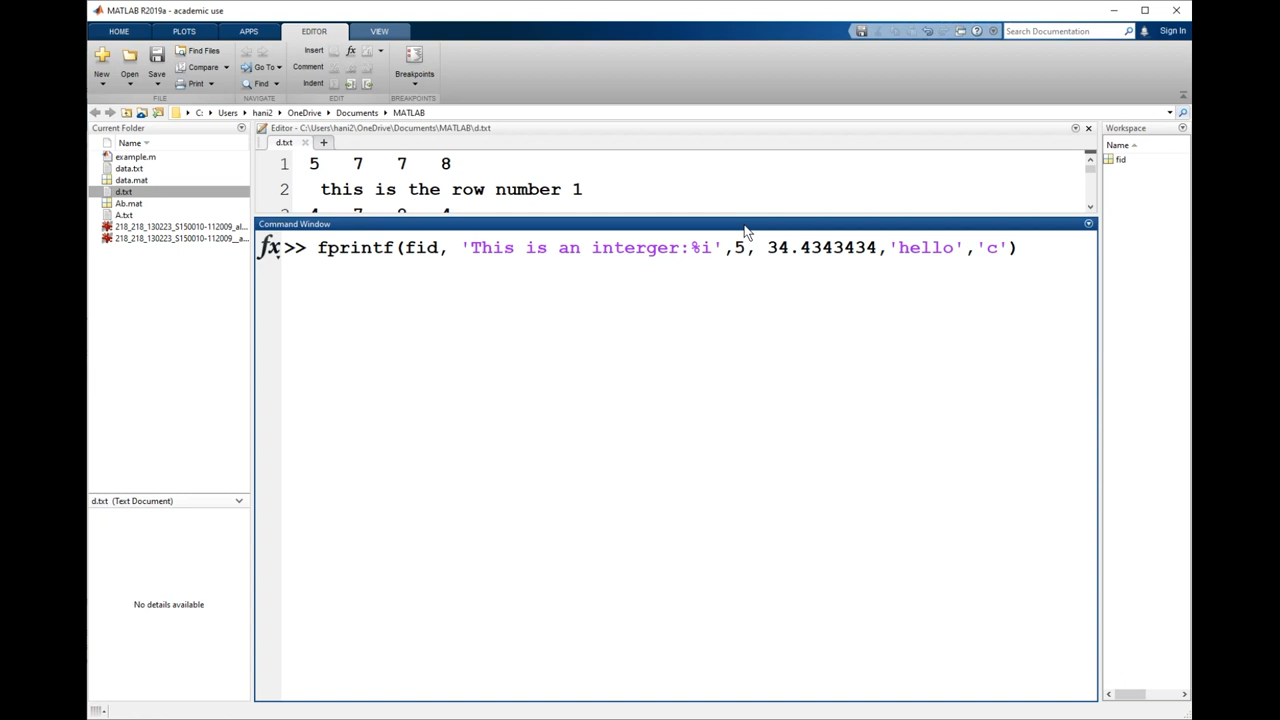 MATLAB R2019a - academic use
HOME PLOTS APPS EDITOR VIEW
Search Documentation
Sign In
New Open Save
Find Files
Compare
Print
Go To
Find
Insert
Comment
Indent
Breakpoints
FILE NAVIGATE EDIT BREAKPOINTS
C: Users hani2 OneDrive Documents MATLAB
Current Folder
Name
example.m
data.txt
data.mat
d.txt
Ab.mat
A.txt
218_218_130223_S150010-112009_al...
218_218_130223_S150010-112009__a...
d.txt (Text Document)
No details available
Editor - C:\Users\hani2\OneDrive\Documents\MATLAB\d.txt
d.txt
1 5 7 7 8
2 this is the row number 1
Command Window
fx >> fprintf(fid, 'This is an interger:%i',5, 34.4343434,'hello','c')
Workspace
Name
fid